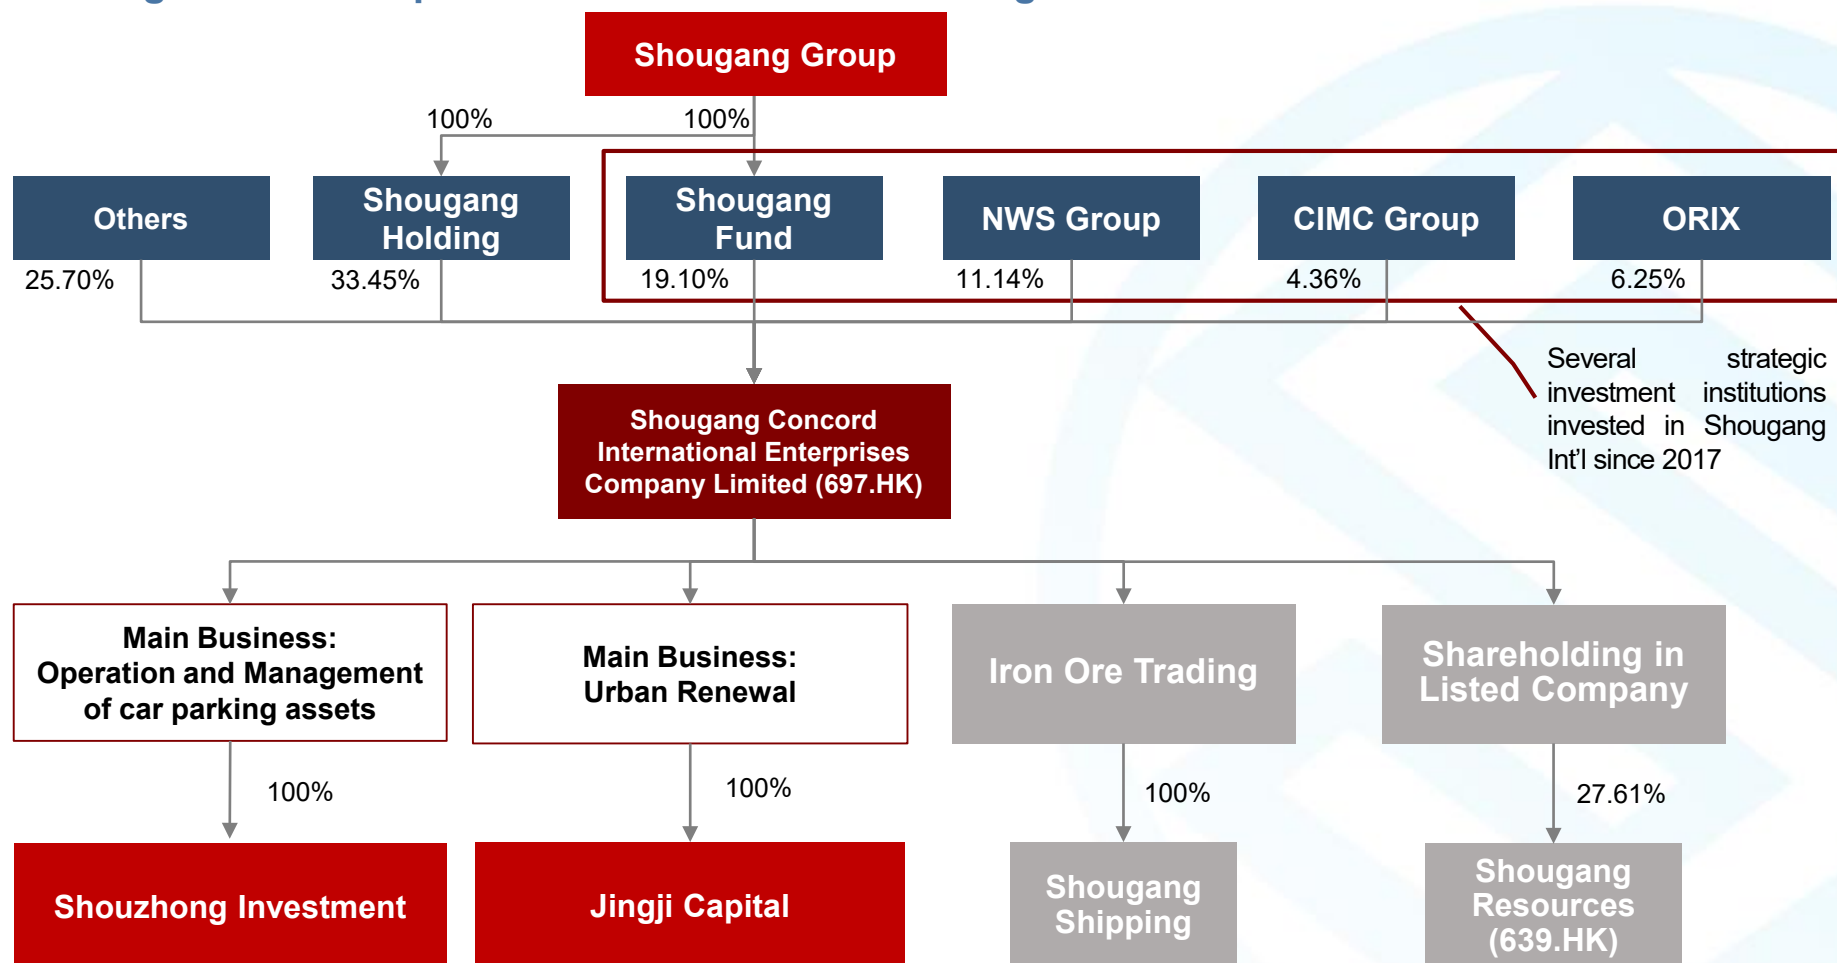 Shougang Group
100%
100%
Others
Shougang
Holding
Shougang
Fund
NWS Group
CIMC Group
ORIX
25.70%
33.45%
19.10%
11.14%
4.36%
6.25%
Several strategic
investment institutions
invested in Shougang
Int'l since 2017
Shougang Concord
International Enterprises
Company Limited (697.HK)
Main Business:
Operation and Management
of car parking assets
Main Business:
Urban Renewal
Iron Ore Trading
Shareholding in
Listed Company
100%
100%
100%
27.61%
Shouzhong Investment
Jingji Capital
Shougang
Shipping
Shougang
Resources
(639.HK)